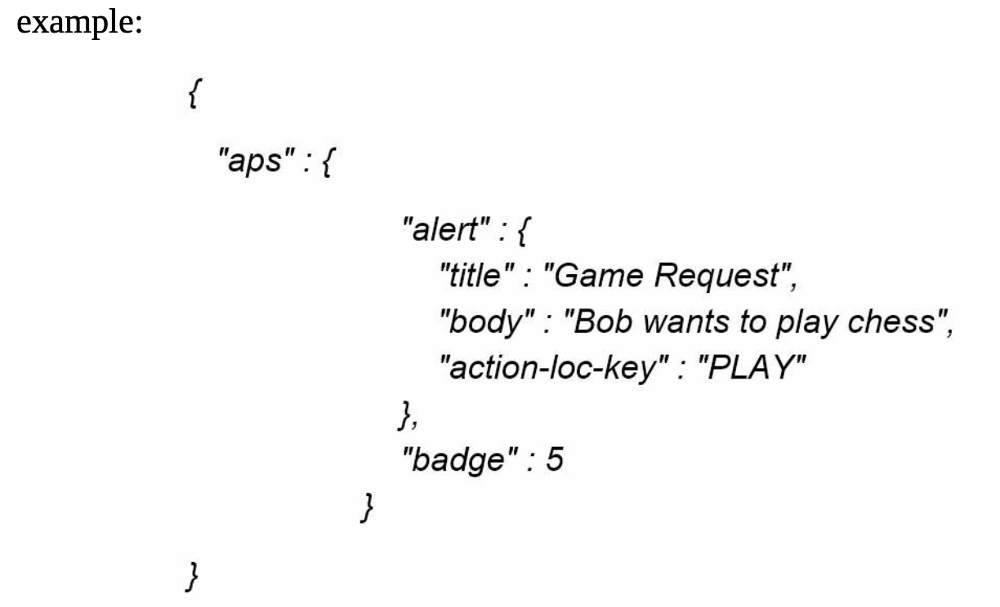 example:
{
"aps" : {
"alert" : {
"title" : "Game Request",
"body" : "Bob wants to play chess",
"action-loc-key" : "PLAY"
},
"badge" : 5
}
}